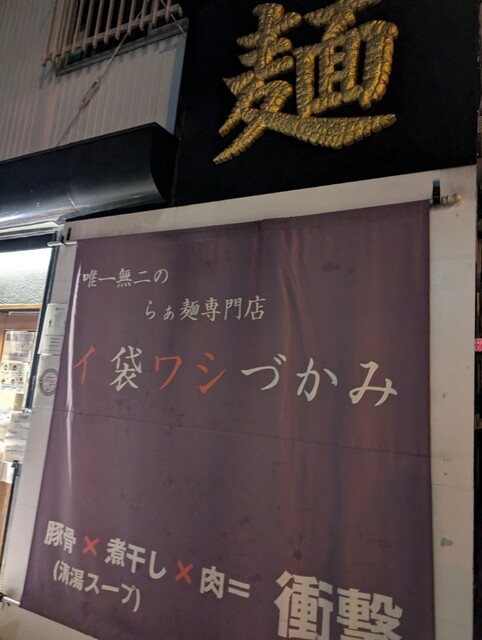 麺
唯一無二の
らぁ麺専門店
イ袋ワシづかみ
豚骨×煮干し×肉=衝撃
(清湯スープ)